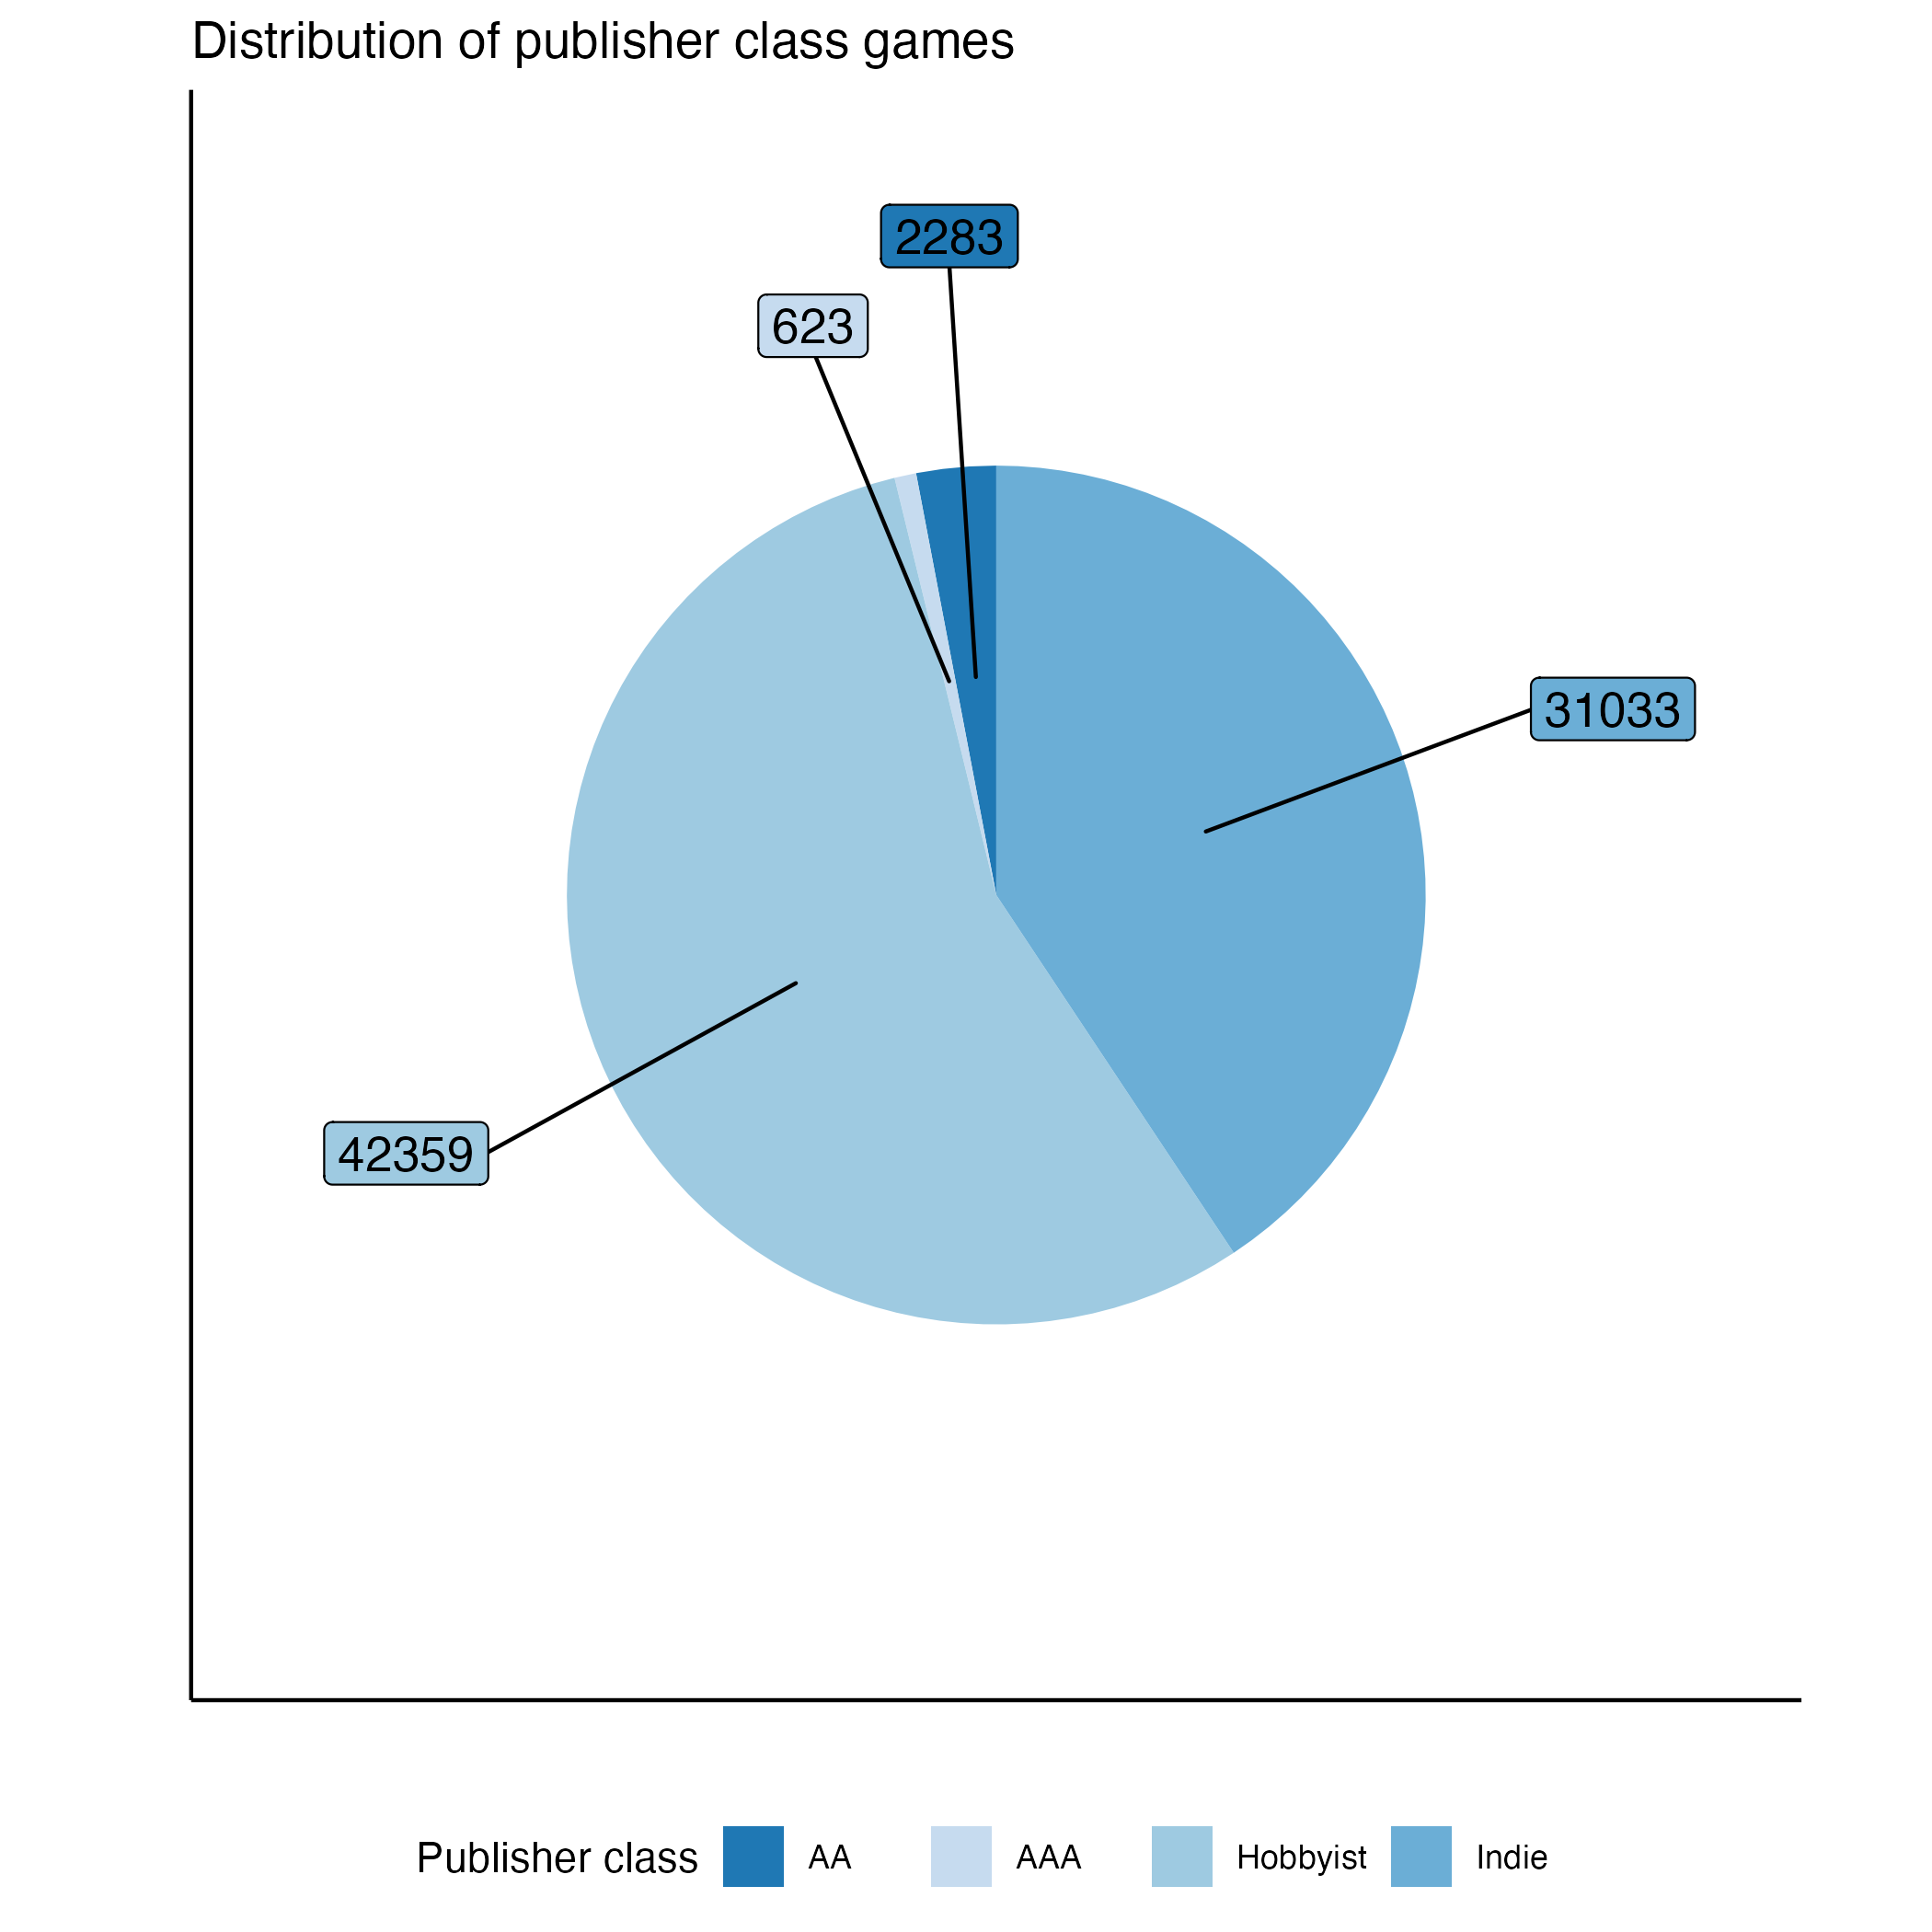 Distribution of publisher class games
2283
623
31033
42359
Publisher class AA AAA Hobbyist Indie